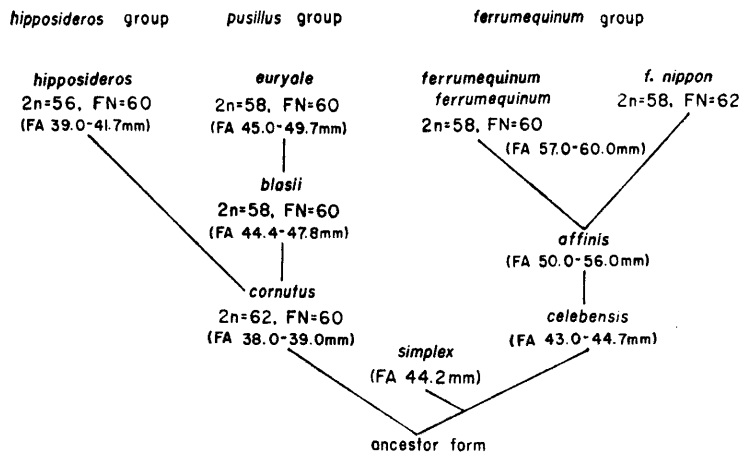 hipposideros group
pusillus group
ferrumequinum group
hipposideros
2n=56, FN=60
(FA 39.0-41.7mm)
euryale
2n=58, FN=60
(FA 45.0-49.7mm)
ferrumequinum
ferrumequinum
2n=58, FN=60
f. nippon
2n=58, FN=62
(FA 57.0-60.0mm)
blasii
2n=58, FN=60
(FA 44.4-47.8mm)
affinis
(FA 50.0-56.0mm)
cornutus
2n=62, FN=60
(FA 38.0-39.0mm)
celebensis
(FA 43.0-44.7mm)
simplex
(FA 44.2mm)
ancestor form